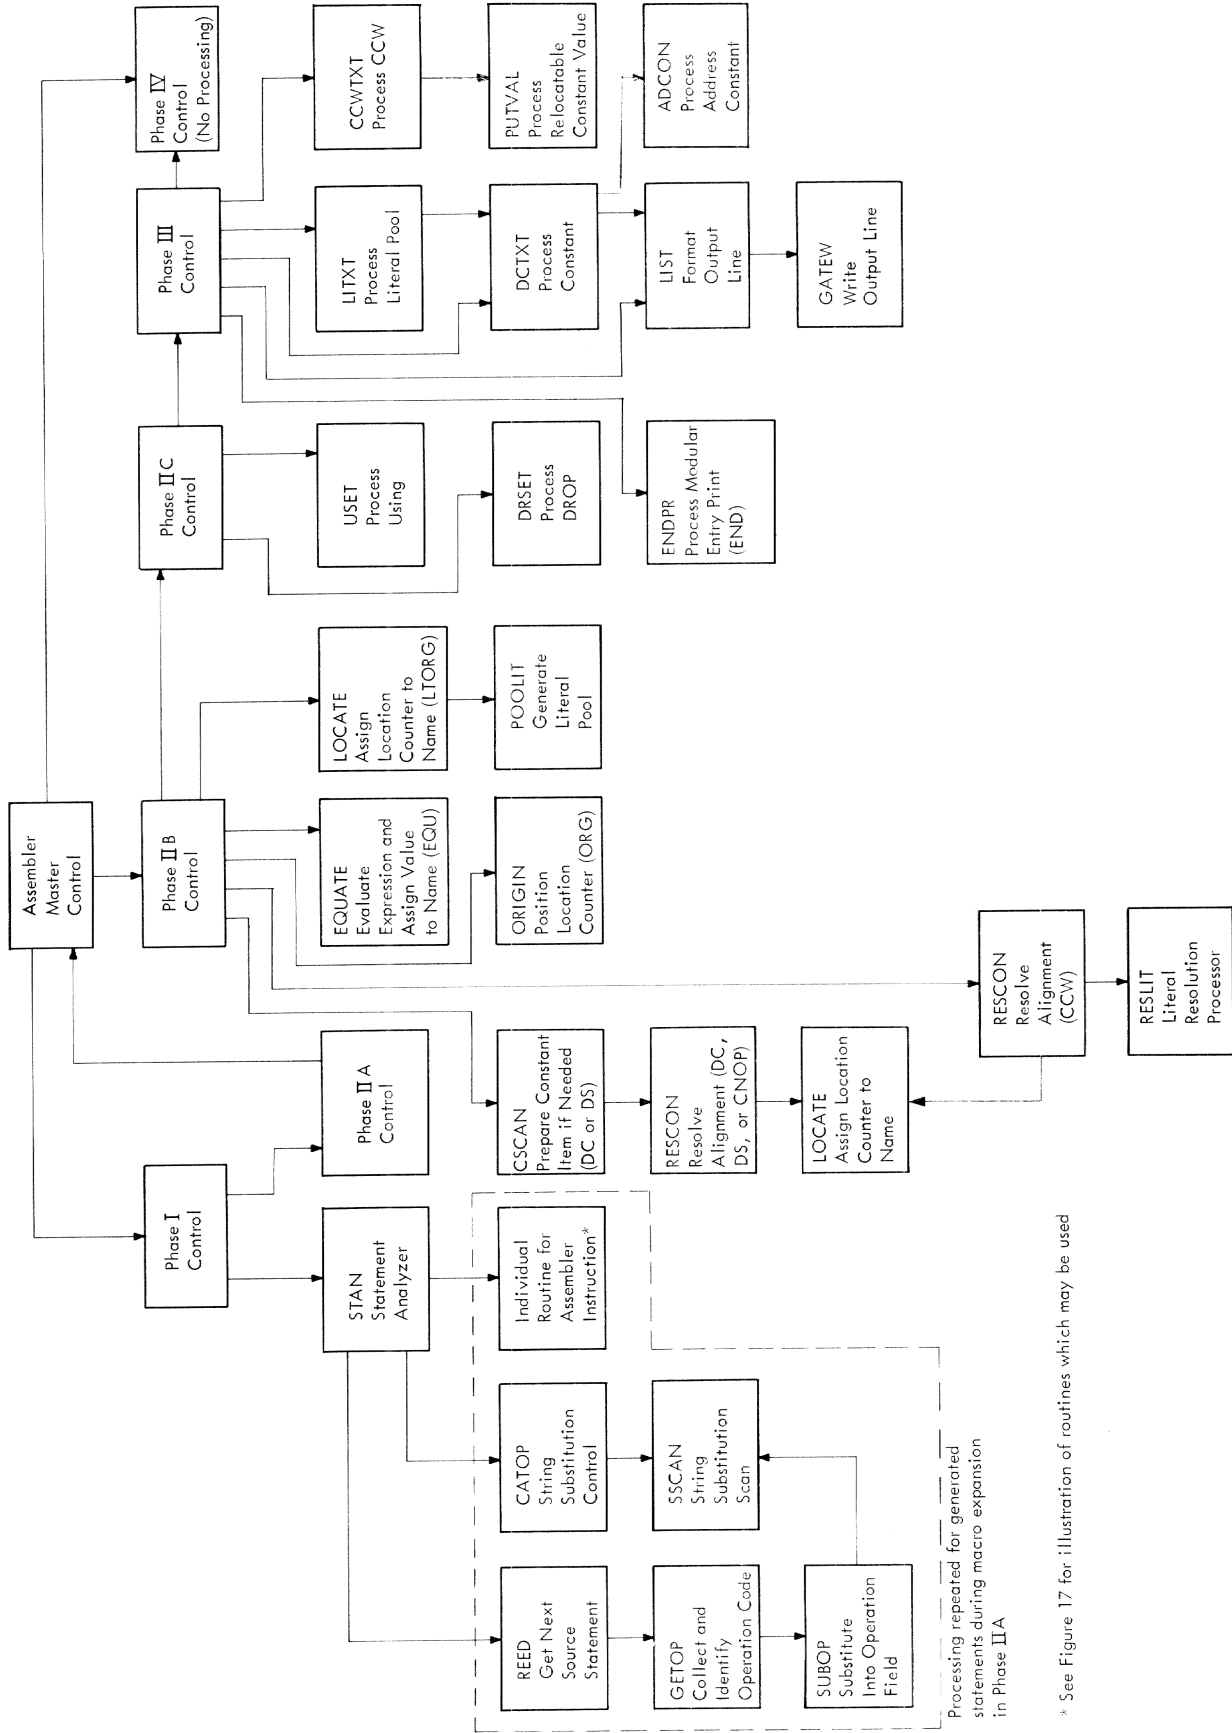 Assembler
Master
Control
Phase I
Control
Phase IIB
Control
Phase IIC
Control
Phase III
Control
Phase IV
Control
(No Processing)
STAN
Statement
Analyzer
Phase IIA
Control
EQUATE
Evaluate
Expression and
Assign Value
to Name (EQU)
LOCATE
Assign
Location
Counter to
Name (LTORG)
USET
Process
Using
LITXT
Process
Literal Pool
CCWTXT
Process CCW
REED
Get Next
Source
Statement
CATOP
String
Substitution
Control
Individual
Routine for
Assembler
Instruction*
CSCAN
Prepare Constant
Item if Needed
(DC or DS)
ORIGIN
Position
Location
Counter (ORG)
POOLIT
Generate
Literal
Pool
DRSET
Process
DROP
DCTXT
Process
Constant
PUTVAL
Process
Relocatable
Constant Value
GETOP
Collect and
Identify
Operation Code
SSCAN
String
Substitution
Scan
RESCON
Resolve
Alignment (DC,
DS, or CNOP)
ENDPR
Process Modular
Entry Print
(END)
LIST
Format
Output
Line
ADCON
Process
Address
Constant
SUBOP
Substitute
Into Operation
Field
LOCATE
Assign Location
Counter to
Name
GATEW
Write
Output Line
RESCON
Resolve
Alignment
(CCW)
RESLIT
Literal
Resolution
Processor
Processing repeated for generated
statements during macro expansion
in Phase IIA
* See Figure 17 for illustration of routines which may be used